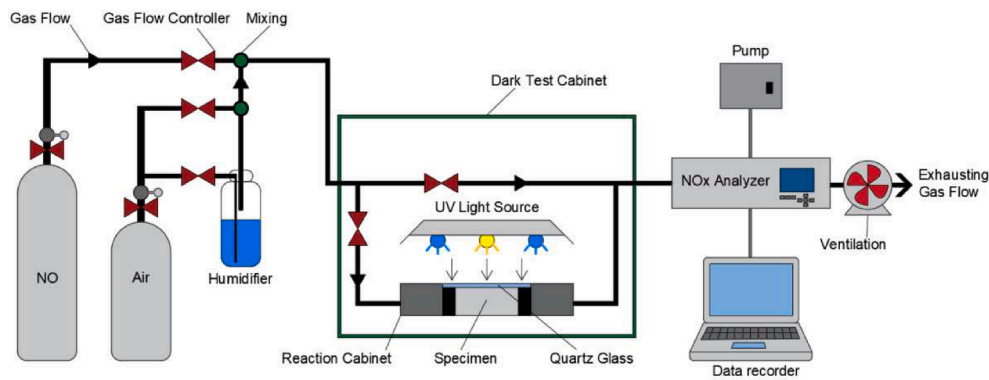 Gas Flow
Gas Flow Controller
Mixing
Pump
Dark Test Cabinet
NOx Analyzer
Exhausting
Gas Flow
UV Light Source
Ventilation
NO
Air
Humidifier
Reaction Cabinet
Specimen
Quartz Glass
Data recorder